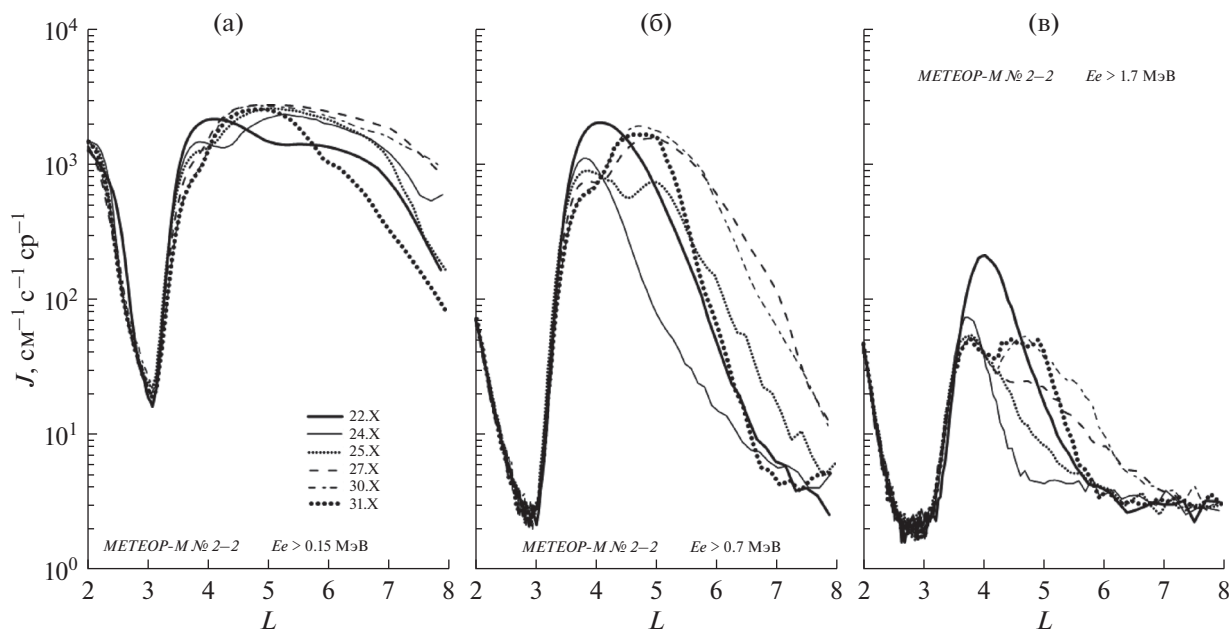 (а)
(б)
(в)
J, см⁻¹ с⁻¹ ср⁻¹
10⁴
10³
10²
10¹
10⁰
МЕТЕОР-М № 2–2 Ee > 1.7 МэВ
22.X
24.X
25.X
27.X
30.X
31.X
МЕТЕОР-М № 2–2 Ee > 0.15 МэВ
МЕТЕОР-М № 2–2 Ee > 0.7 МэВ
2 3 4 5 6 7 8
2 3 4 5 6 7 8
2 3 4 5 6 7 8
L
L
L